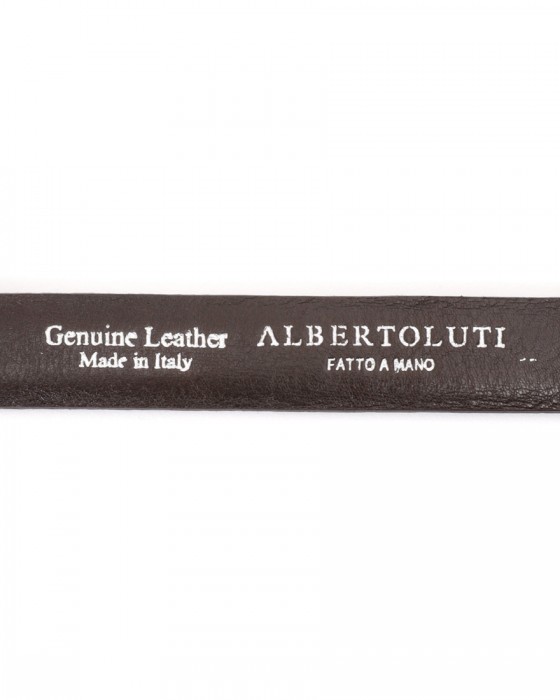 Genuine Leather
Made in Italy
ALBERTOLUTI
FATTO A MANO